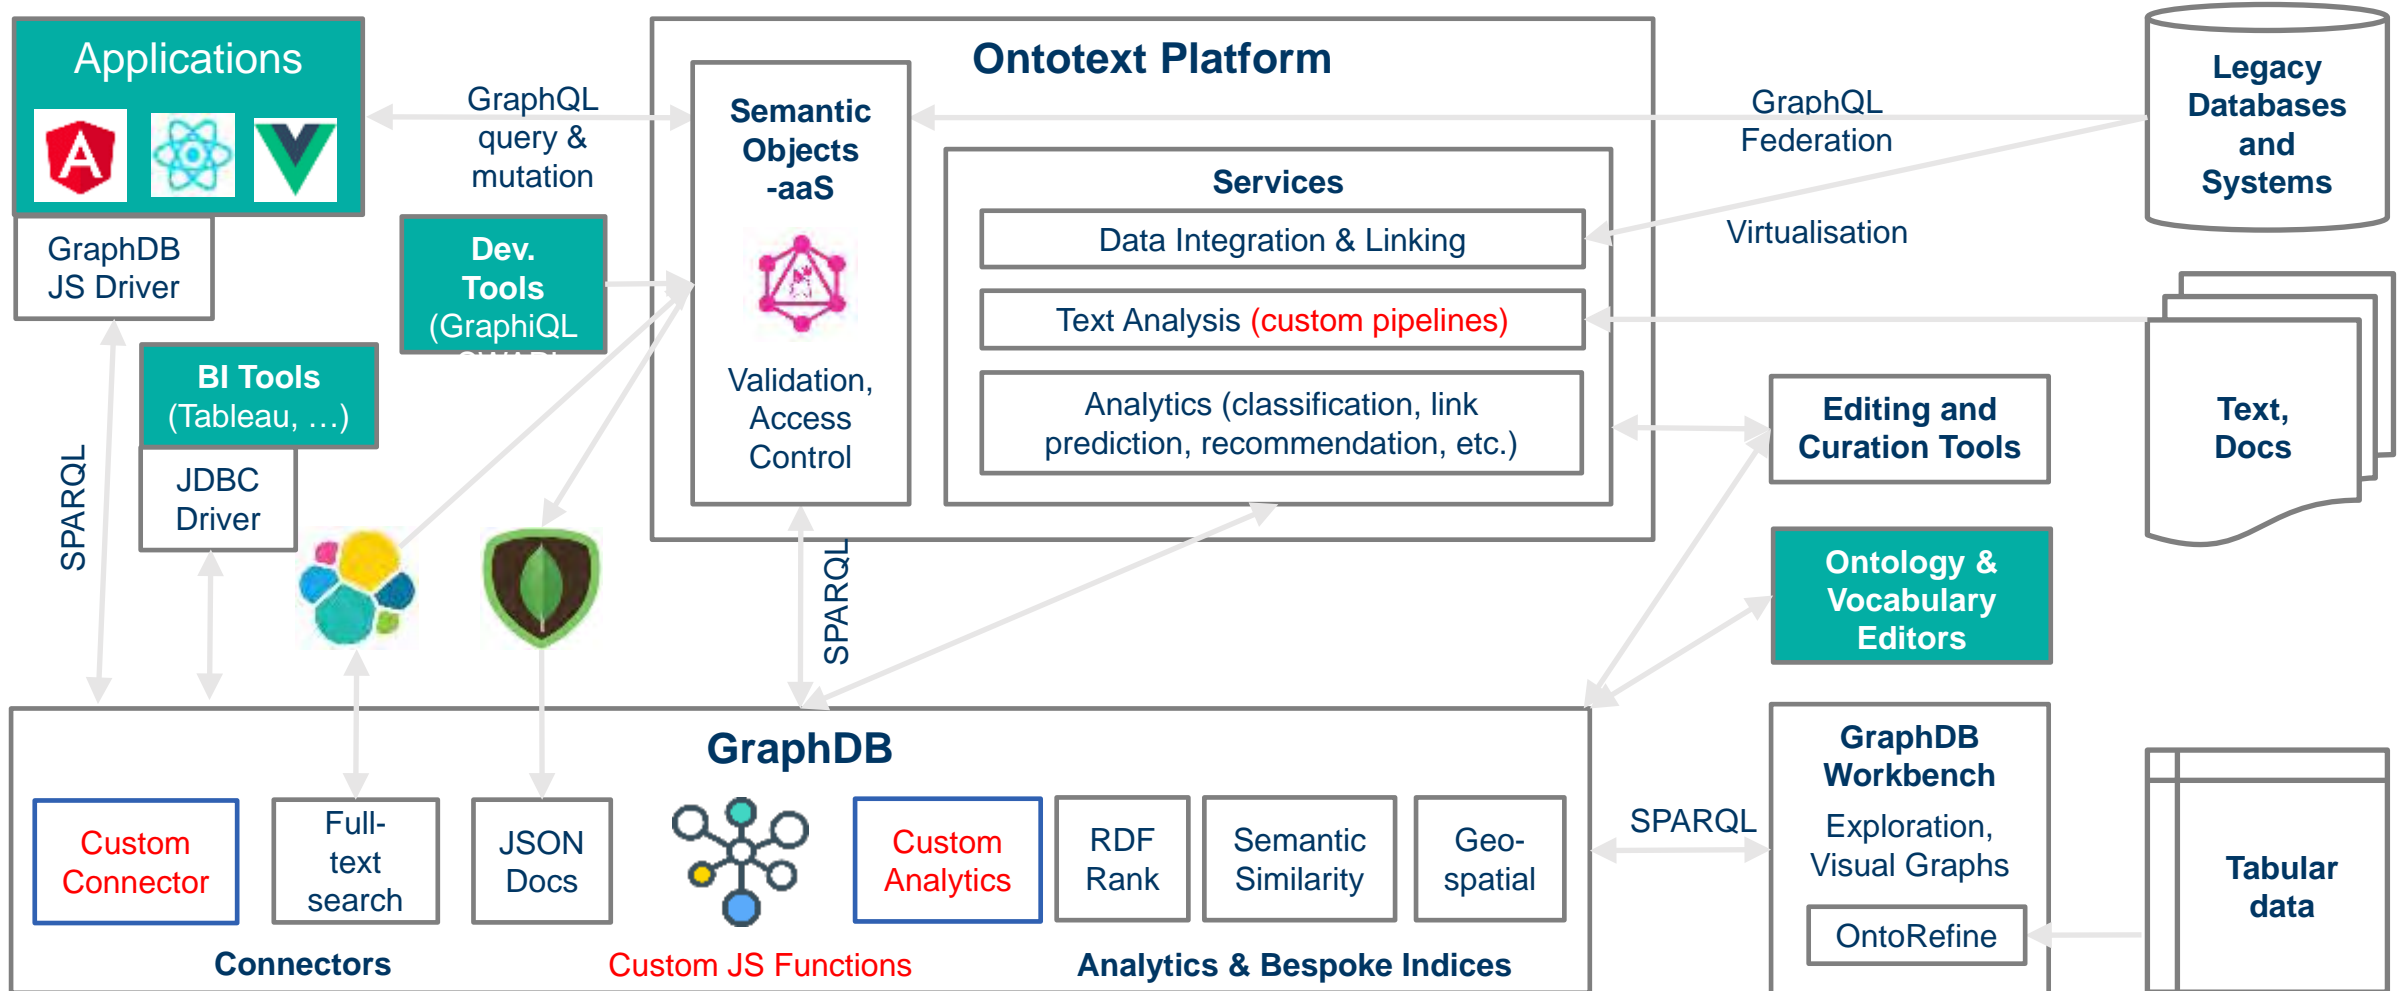 Applications
GraphDB
JS Driver
GraphQL
query &
mutation
Dev.
Tools
(GraphiQL
BI Tools
(Tableau, …)
JDBC
Driver
SPARQL
Ontotext Platform
Semantic
Objects
-aaS
Validation,
Access
Control
Services
Data Integration & Linking
Text Analysis (custom pipelines)
Analytics (classification, link
prediction, recommendation, etc.)
SPARQL
GraphQL
Federation
Virtualisation
Legacy
Databases
and
Systems
Text,
Docs
Editing and
Curation Tools
Ontology &
Vocabulary
Editors
GraphDB
Custom
Connector
Full-
text
search
JSON
Docs
Custom
Analytics
RDF
Rank
Semantic
Similarity
Geo-
spatial
Connectors
Custom JS Functions
Analytics & Bespoke Indices
SPARQL
GraphDB
Workbench
Exploration,
Visual Graphs
OntoRefine
Tabular
data